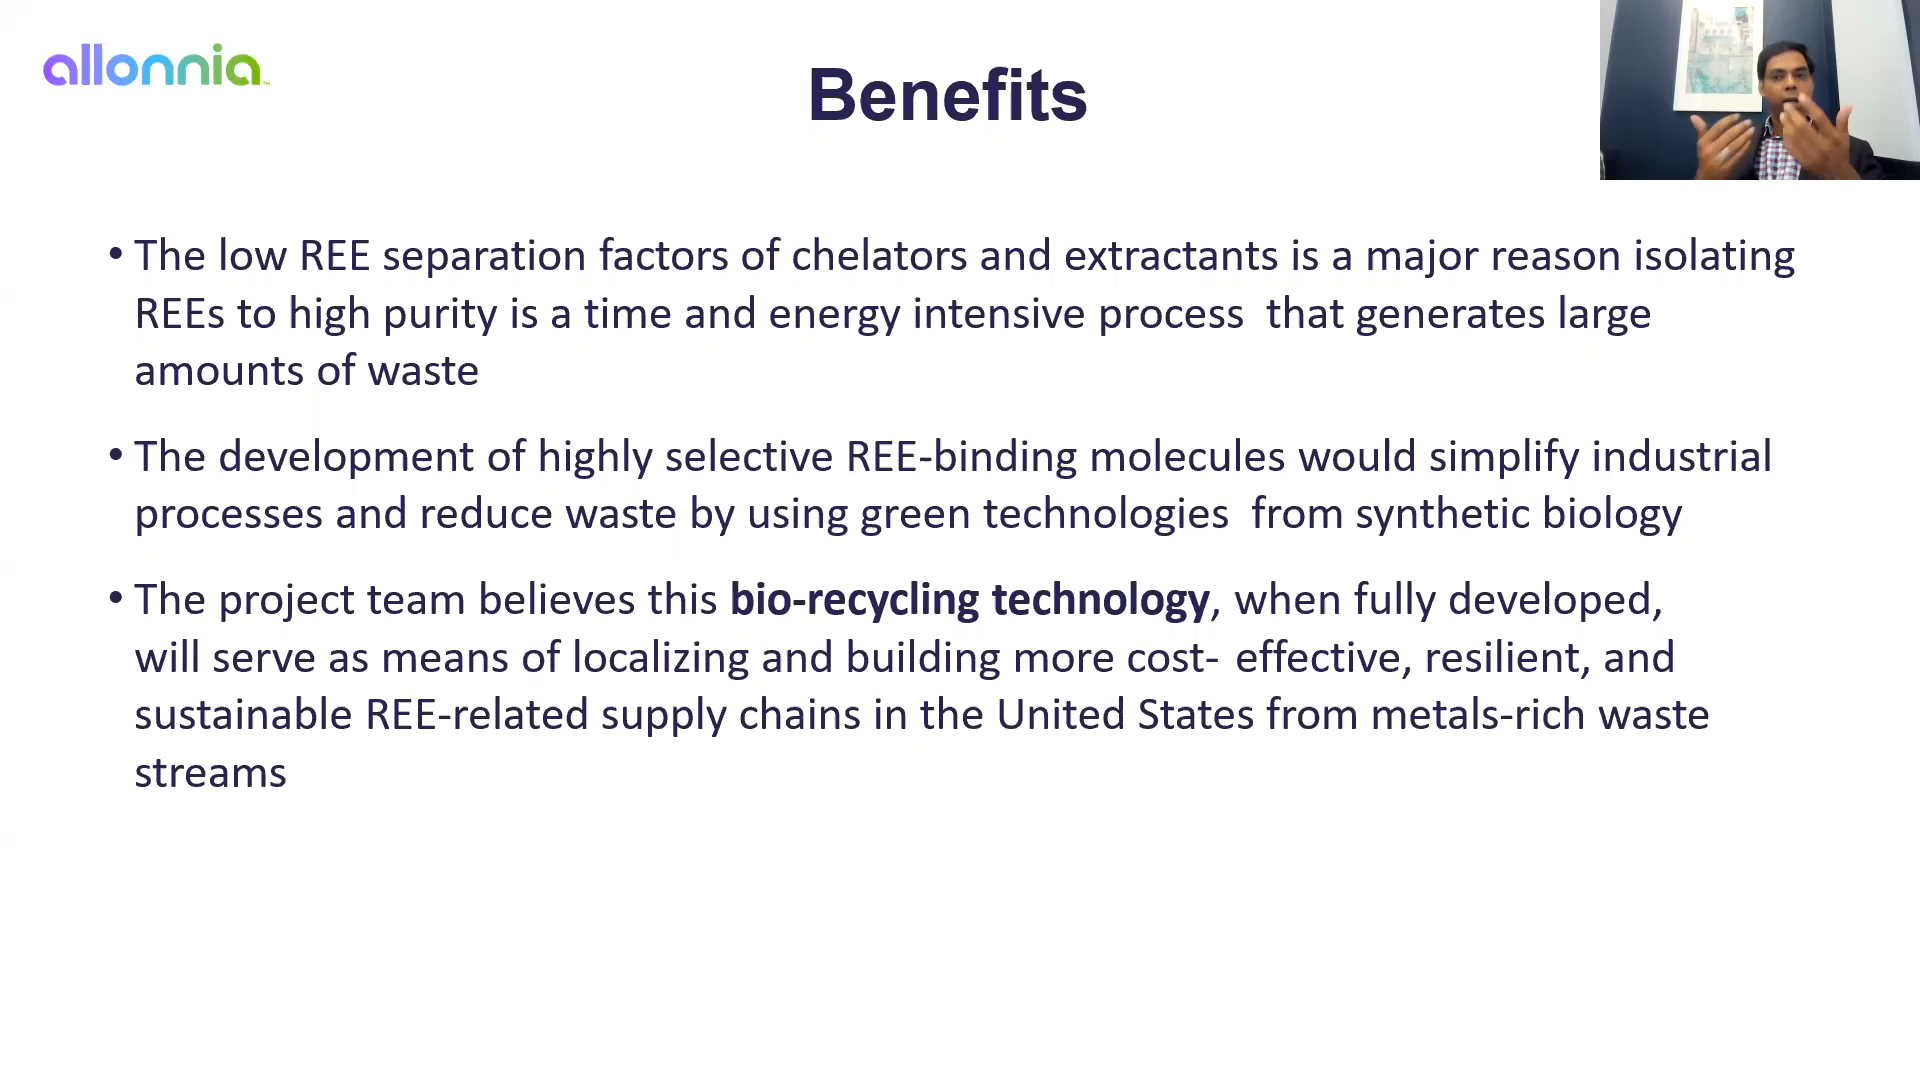 allonnia
Benefits
• The low REE separation factors of chelators and extractants is a major reason isolating
REEs to high purity is a time and energy intensive process  that generates large
amounts of waste
• The development of highly selective REE-binding molecules would simplify industrial
processes and reduce waste by using green technologies  from synthetic biology
• The project team believes this bio-recycling technology, when fully developed,
will serve as means of localizing and building more cost- effective, resilient, and
sustainable REE-related supply chains in the United States from metals-rich waste
streams